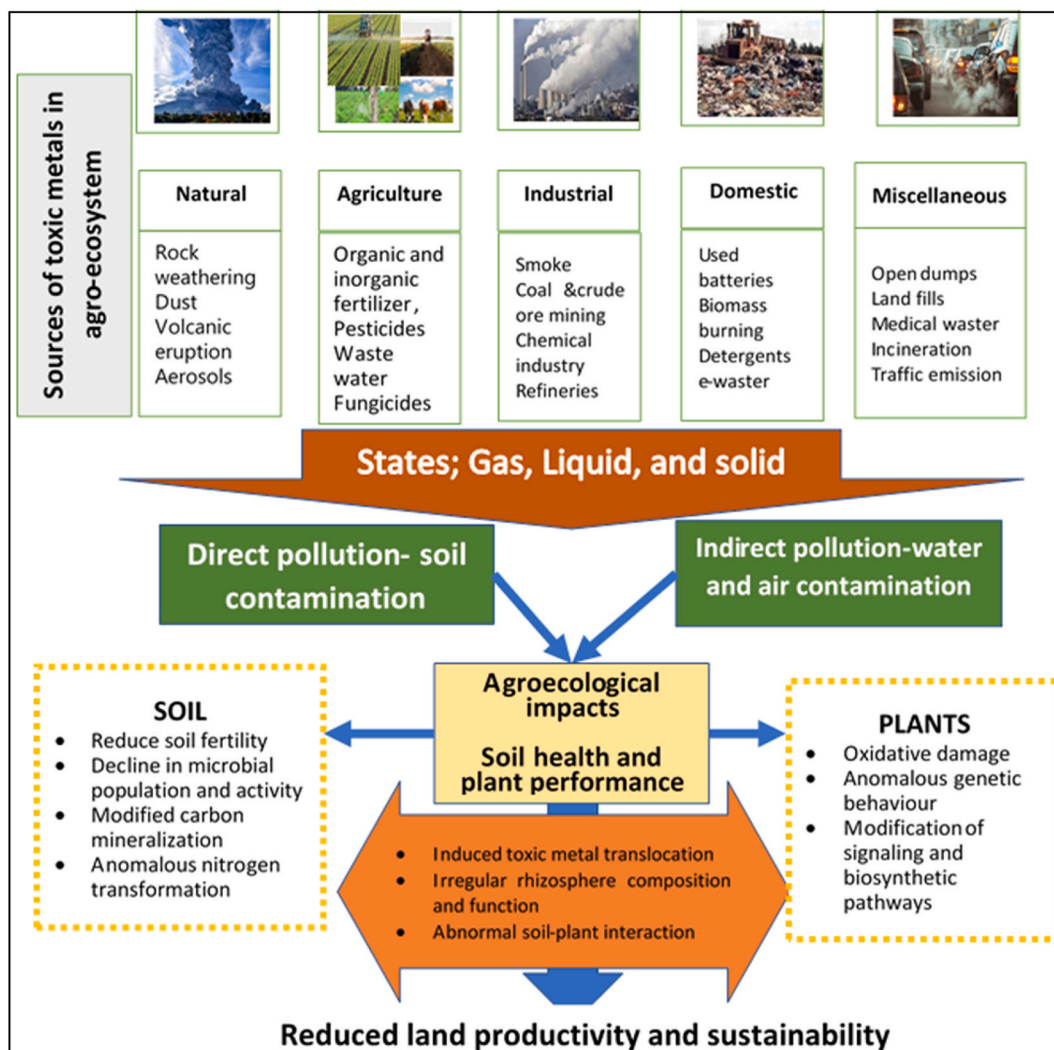 Sources of toxic metals in
agro-ecosystem
Natural
Rock
weathering
Dust
Volcanic
eruption
Aerosols
Agriculture
Organic and
inorganic
fertilizer,
Pesticides
Waste
water
Fungicides
Industrial
Smoke
Coal &crude
ore mining
Chemical
industry
Refineries
Domestic
Used
batteries
Biomass
burning
Detergents
e-waster
Miscellaneous
Open dumps
Land fills
Medical waster
Incineration
Traffic emission
States; Gas, Liquid, and solid
Direct pollution- soil
contamination
Indirect pollution-water
and air contamination
Agroecological
impacts
Soil health and
plant performance
SOIL
• Reduce soil fertility
• Decline in microbial
population and activity
• Modified carbon
mineralization
• Anomalous nitrogen
transformation
PLANTS
• Oxidative damage
• Anomalous genetic
behaviour
• Modification of
signaling and
biosynthetic
pathways
• Induced toxic metal translocation
• Irregular rhizosphere composition
and function
• Abnormal soil-plant interaction
Reduced land productivity and sustainability